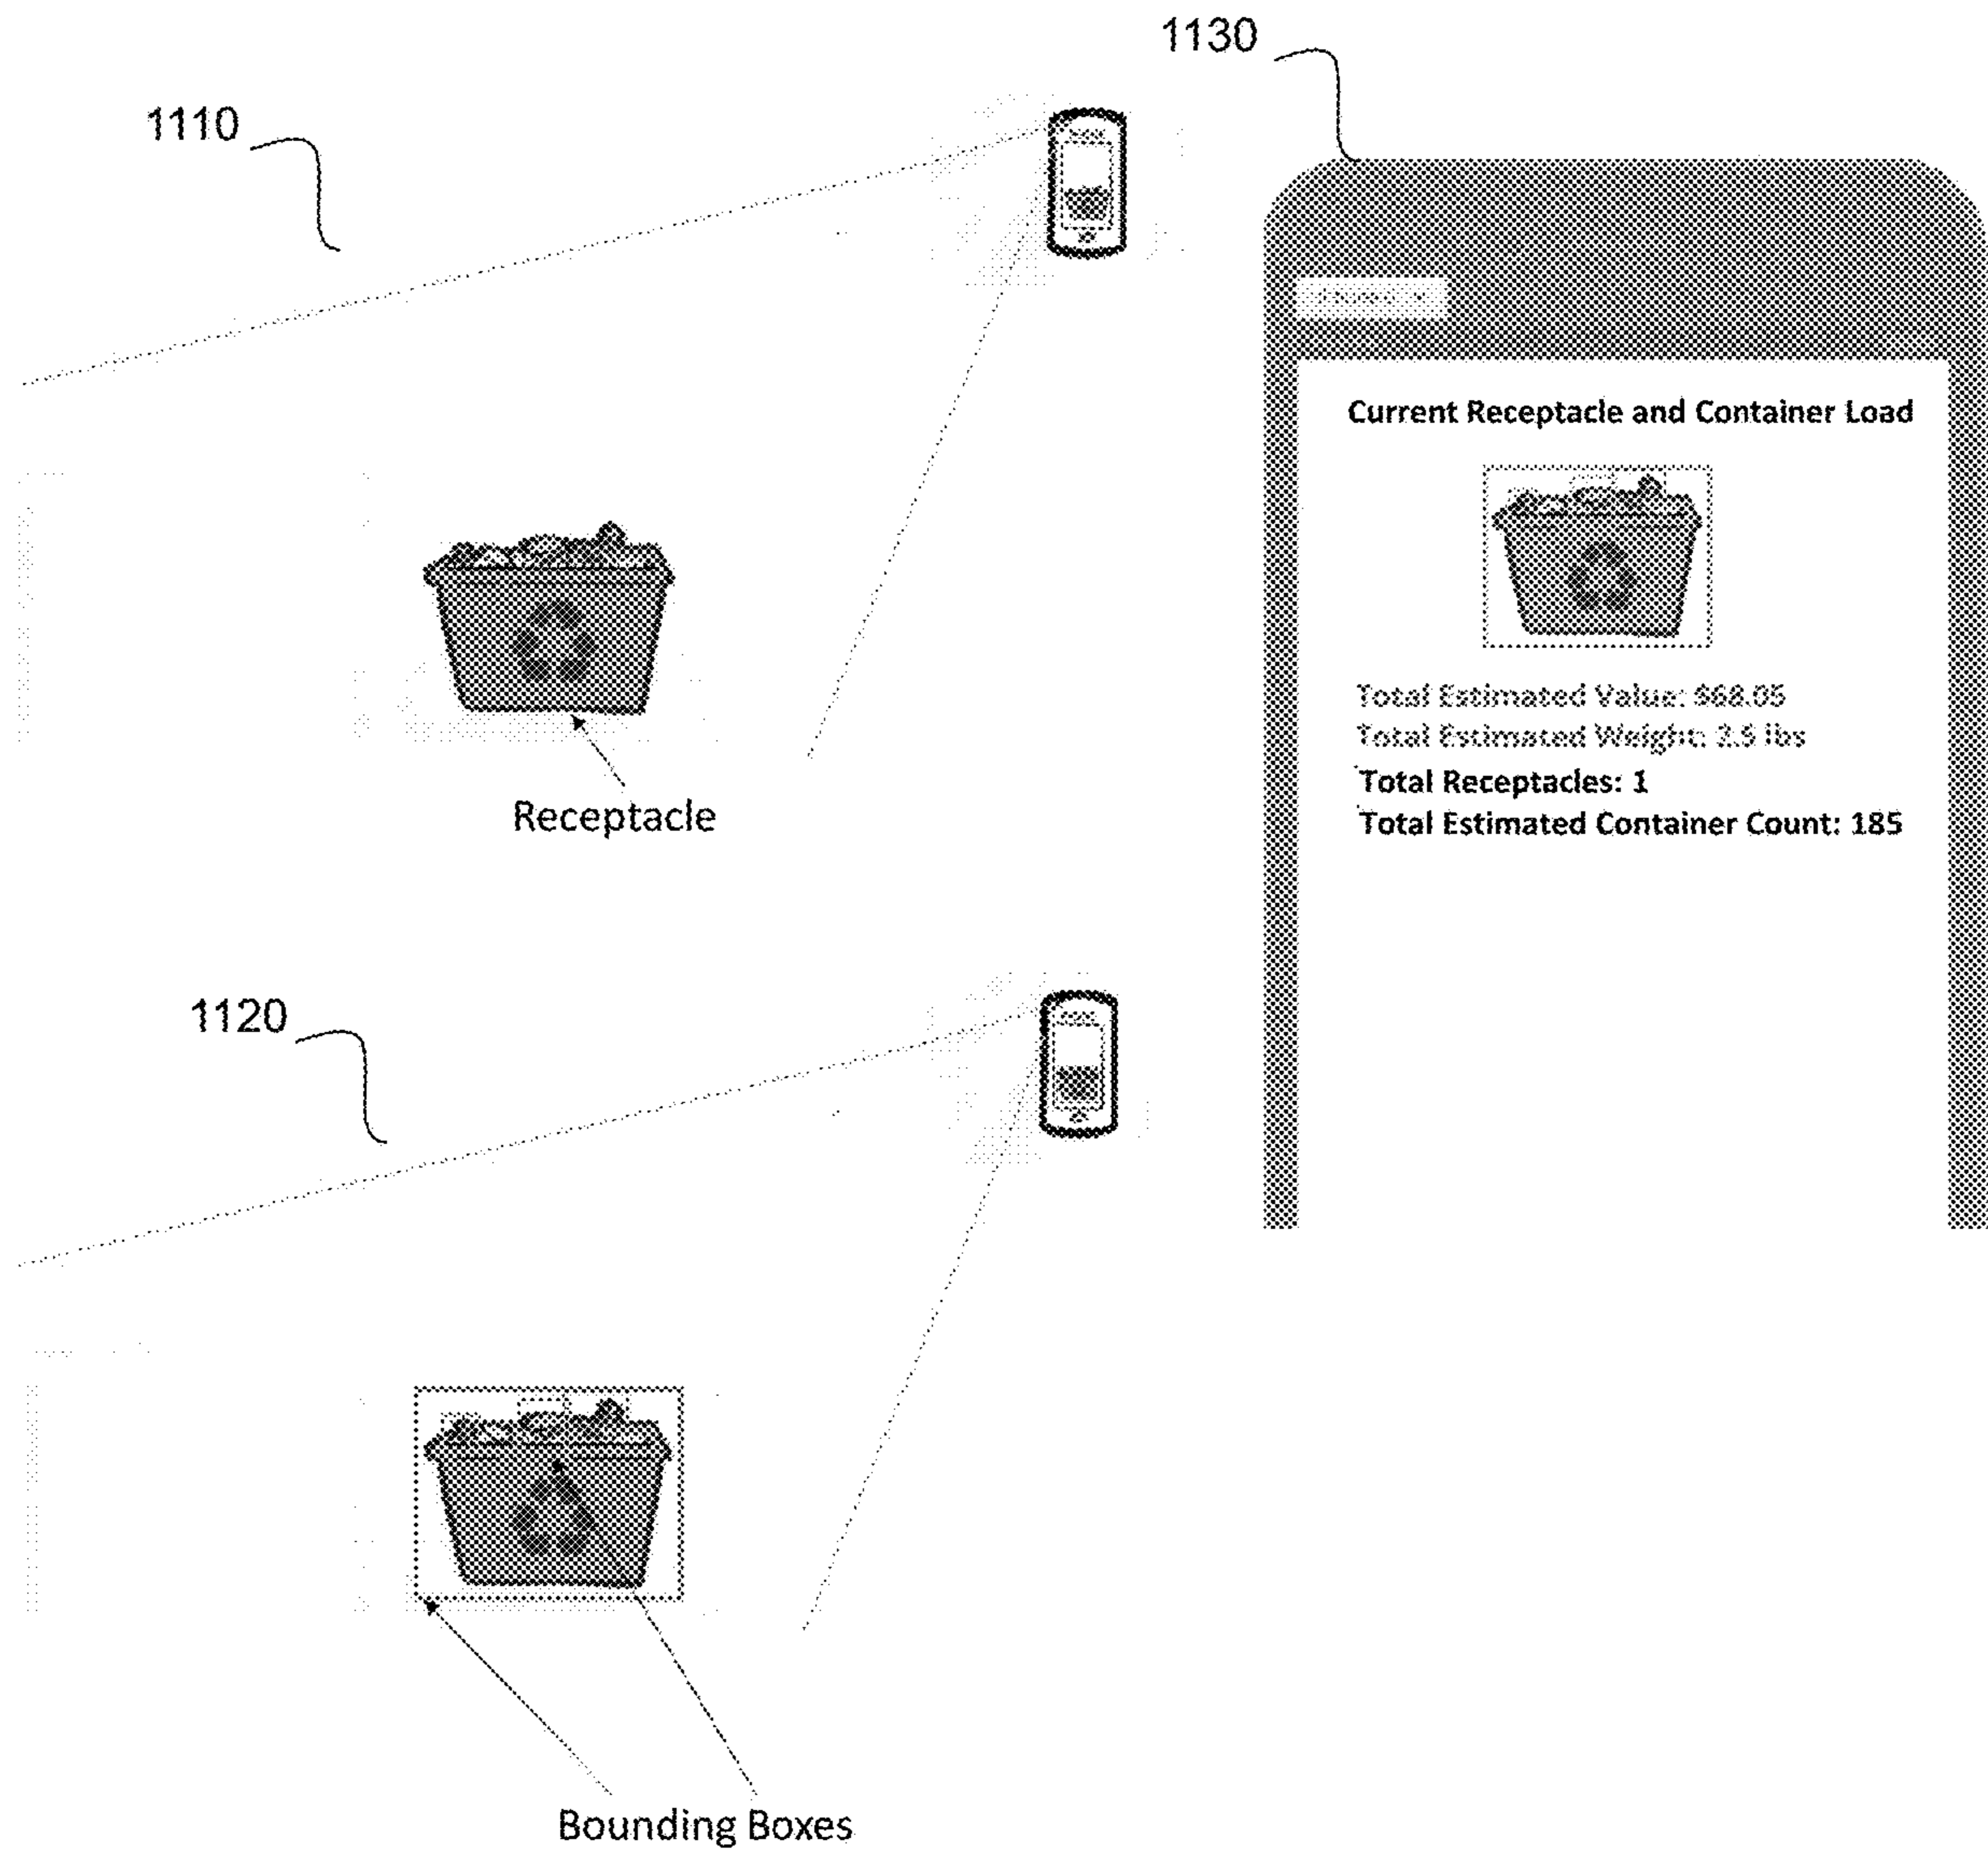 1130
1110
Current Receptacle and Container Load
Total Estimated Value: $68.05
Total Estimated Weight: 2.5 lbs
Total Receptacles: 1
Total Estimated Container Count: 185
Receptacle
1120
Bounding Boxes